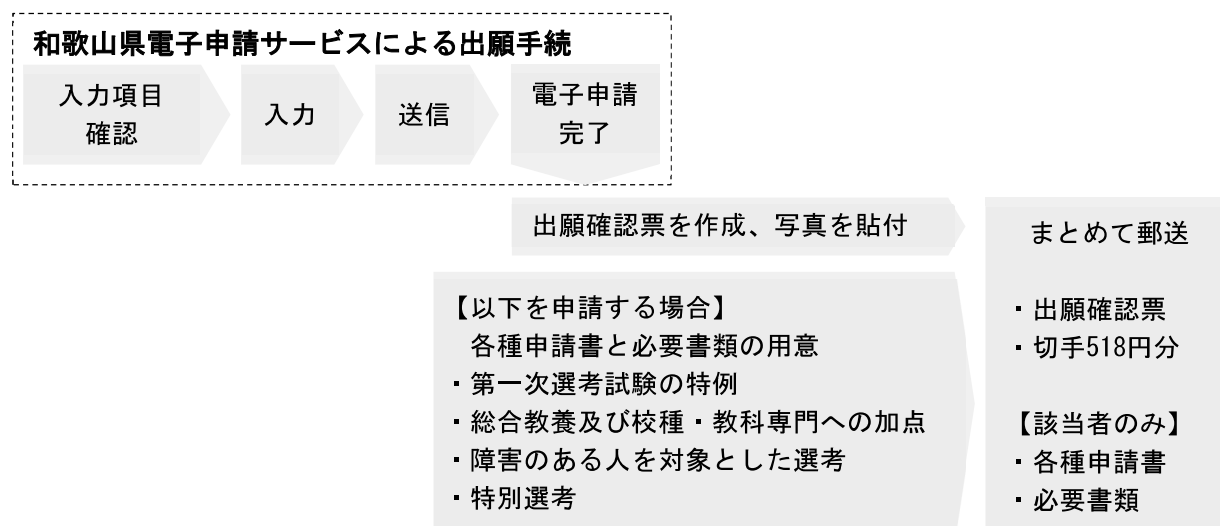 和歌山県電子申請サービスによる出願手続
入力項目
確認
入力
送信
電子申請
完了
出願確認票を作成、写真を貼付
【以下を申請する場合】
各種申請書と必要書類の用意
・第一次選考試験の特例
・総合教養及び校種・教科専門への加点
・障害のある人を対象とした選考
・特別選考
まとめて郵送
・出願確認票
・切手518円分
【該当者のみ】
・各種申請書
・必要書類